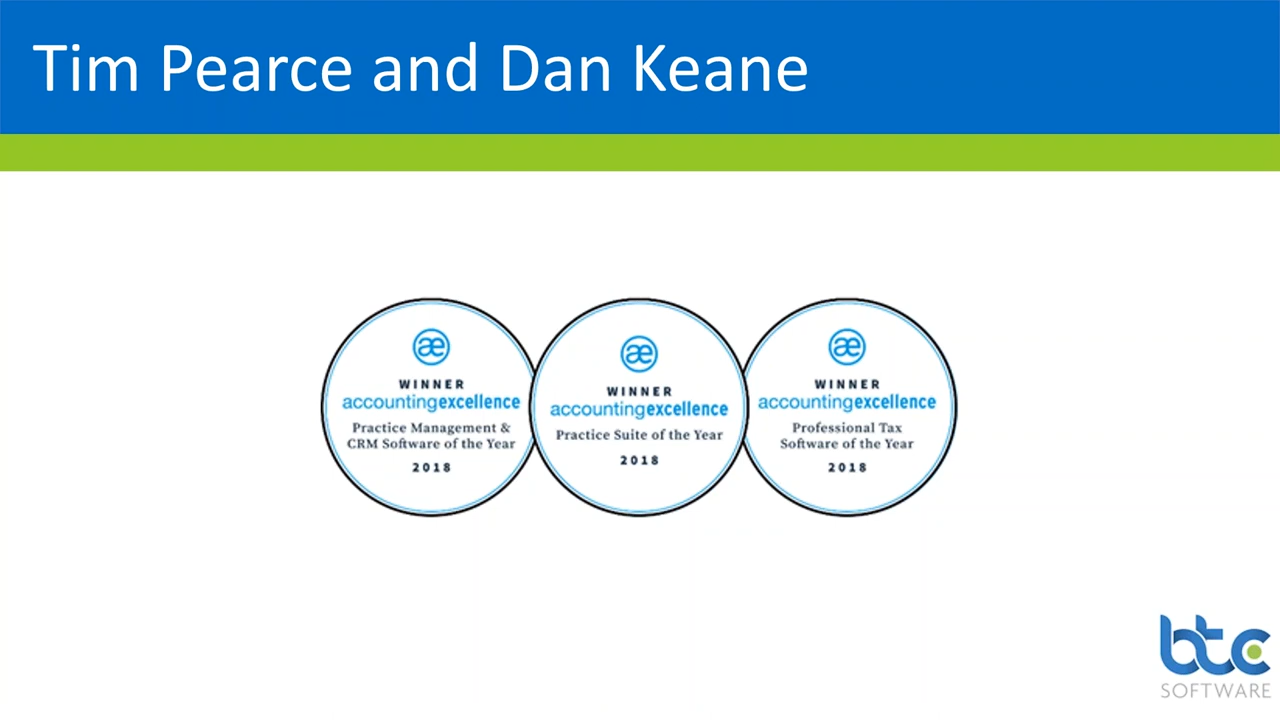 Tim Pearce and Dan Keane
æ
WINNER
accountingexcellence
Practice Management &
CRM Software of the Year
2018
æ
WINNER
accountingexcellence
Practice Suite of the Year
2018
æ
WINNER
accountingexcellence
Professional Tax
Software of the Year
2018
btc
SOFTWARE